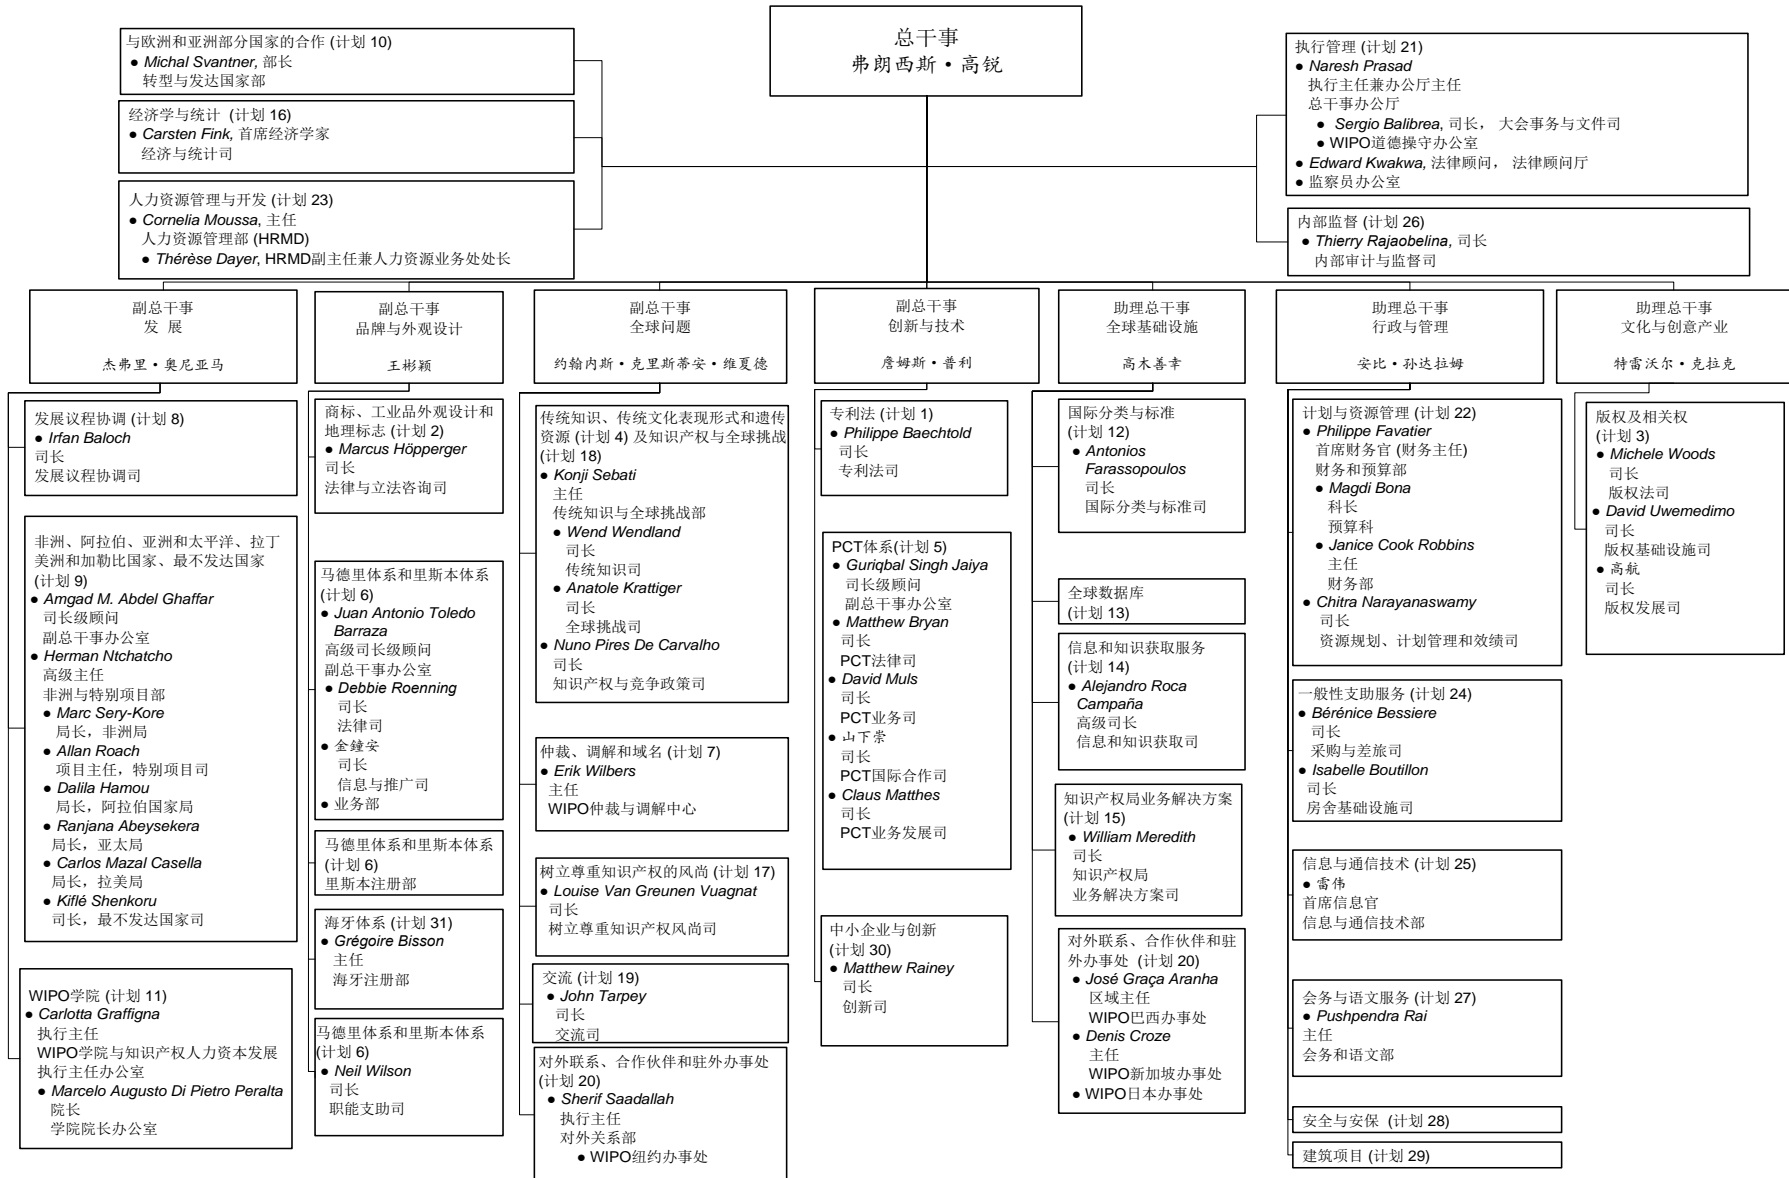 总干事
弗朗西斯·高锐
与欧洲和亚洲部分国家的合作 (计划 10)
● Michal Svantner, 部长
转型与发达国家部
经济学与统计 (计划 16)
● Carsten Fink, 首席经济学家
经济与统计司
人力资源管理与开发 (计划 23)
● Cornelia Moussa, 主任
人力资源管理部 (HRMD)
● Thérèse Dayer, HRMD副主任兼人力资源业务处处长
执行管理 (计划 21)
● Naresh Prasad
执行主任兼办公厅主任
总干事办公厅
● Sergio Balibrea, 司长， 大会事务与文件司
● WIPO道德操守办公室
● Edward Kwakwa, 法律顾问， 法律顾问厅
● 监察员办公室
内部监督 (计划 26)
● Thierry Rajaobelina, 司长
内部审计与监督司
副总干事
发 展
杰弗里·奥尼亚马
发展议程协调 (计划 8)
● Irfan Baloch
司长
发展议程协调司
非洲、阿拉伯、亚洲和太平洋、拉丁
美洲和加勒比国家、最不发达国家
(计划 9)
● Amgad M. Abdel Ghaffar
司长级顾问
副总干事办公室
● Herman Ntchatcho
高级主任
非洲与特别项目部
● Marc Sery-Kore
局长，非洲局
● Allan Roach
项目主任，特别项目司
● Dalila Hamou
局长，阿拉伯国家局
● Ranjana Abeysekera
局长，亚太局
● Carlos Mazal Casella
局长，拉美局
● Kiflé Shenkoru
司长，最不发达国家司
WIPO学院 (计划 11)
● Carlotta Graffigna
执行主任
WIPO学院与知识产权人力资本发展
执行主任办公室
● Marcelo Augusto Di Pietro Peralta
院长
学院院长办公室
副总干事
品牌与外观设计
王彬颖
商标、工业品外观设计和
地理标志 (计划 2)
● Marcus Höpperger
司长
法律与立法咨询司
马德里体系和里斯本体系
(计划 6)
● Juan Antonio Toledo
Barraza
高级司长级顾问
副总干事办公室
● Debbie Roenning
司长
法律司
● 金鐘安
司长
信息与推广司
● 业务部
马德里体系和里斯本体系
(计划 6)
里斯本注册部
海牙体系 (计划 31)
● Grégoire Bisson
主任
海牙注册部
马德里体系和里斯本体系
(计划 6)
● Neil Wilson
司长
职能支助司
副总干事
全球问题
约翰内斯·克里斯蒂安·维夏德
传统知识、传统文化表现形式和遗传
资源 (计划 4) 及知识产权与全球挑战
(计划 18)
● Konji Sebati
主任
传统知识与全球挑战部
● Wend Wendland
司长
传统知识司
● Anatole Krattiger
司长
全球挑战司
● Nuno Pires De Carvalho
司长
知识产权与竞争政策司
仲裁、调解和域名 (计划 7)
● Erik Wilbers
主任
WIPO仲裁与调解中心
树立尊重知识产权的风尚 (计划 17)
● Louise Van Greunen Vuagnat
司长
树立尊重知识产权风尚司
交流 (计划 19)
● John Tarpey
司长
交流司
对外联系、合作伙伴和驻外办事处
(计划 20)
● Sherif Saadallah
执行主任
对外关系部
● WIPO纽约办事处
副总干事
创新与技术
詹姆斯·普利
专利法 (计划 1)
● Philippe Baechtold
司长
专利法司
PCT体系(计划 5)
● Guriqbal Singh Jaiya
司长级顾问
副总干事办公室
● Matthew Bryan
司长
PCT法律司
● David Muls
司长
PCT业务司
● 山下崇
司长
PCT国际合作司
● Claus Matthes
司长
PCT业务发展司
中小企业与创新
(计划 30)
● Matthew Rainey
司长
创新司
助理总干事
全球基础设施
高木善幸
国际分类与标准
(计划 12)
● Antonios
Farassopoulos
司长
国际分类与标准司
全球数据库
(计划 13)
信息和知识获取服务
(计划 14)
● Alejandro Roca
Campaña
高级司长
信息和知识获取司
知识产权局业务解决方案
(计划 15)
● William Meredith
司长
知识产权局
业务解决方案司
对外联系、合作伙伴和驻
外办事处 (计划 20)
● José Graça Aranha
区域主任
WIPO巴西办事处
● Denis Croze
主任
WIPO新加坡办事处
● WIPO日本办事处
助理总干事
行政与管理
安比·孙达拉姆
计划与资源管理 (计划 22)
● Philippe Favatier
首席财务官 (财务主任)
财务和预算部
● Magdi Bona
科长
预算科
● Janice Cook Robbins
主任
财务部
● Chitra Narayanaswamy
司长
资源规划、计划管理和效绩司
一般性支助服务 (计划 24)
● Bérénice Bessiere
司长
采购与差旅司
● Isabelle Boutillon
司长
房舍基础设施司
信息与通信技术 (计划 25)
● 雷伟
首席信息官
信息与通信技术部
会务与语文服务 (计划 27)
● Pushpendra Rai
主任
会务和语文部
安全与安保 (计划 28)
建筑项目 (计划 29)
助理总干事
文化与创意产业
特雷沃尔·克拉克
版权及相关权
(计划 3)
● Michele Woods
司长
版权法司
● David Uwemedimo
司长
版权基础设施司
● 高航
司长
版权发展司